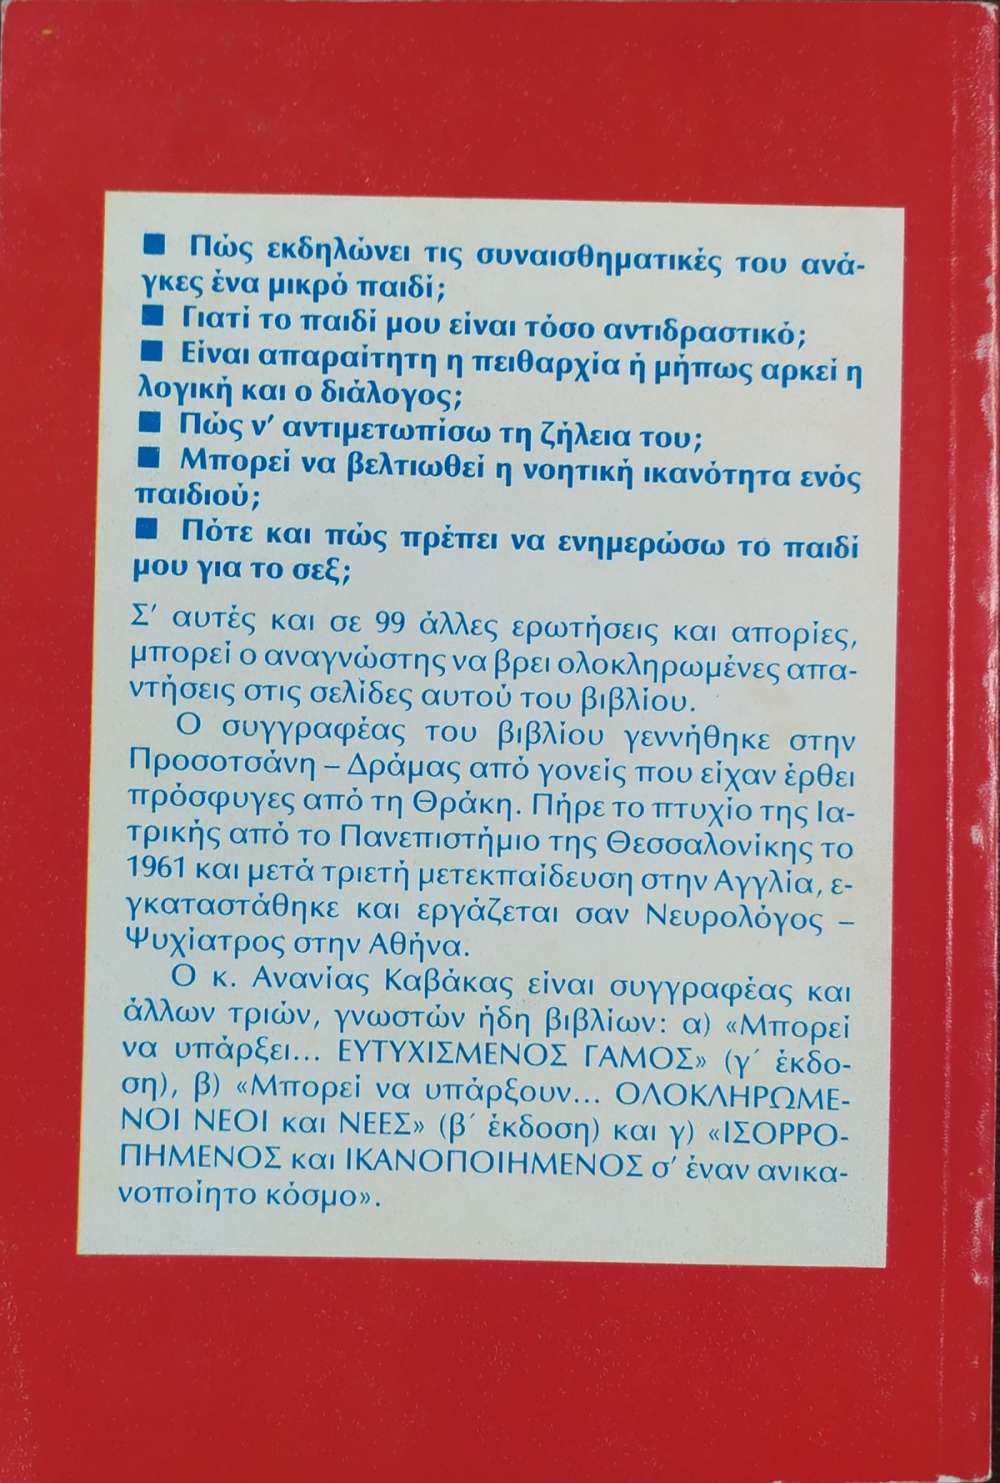 ■ Πώς εκδηλώνει τις συναισθηματικές του ανά-
γκες ένα μικρό παιδί;
■ Γιατί το παιδί μου είναι τόσο αντιδραστικό;
■ Είναι απαραίτητη η πειθαρχία ή μήπως αρκεί η
λογική και ο διάλογος;
■ Πώς ν' αντιμετωπίσω τη ζήλεια του;
■ Μπορεί να βελτιωθεί η νοητική ικανότητα ενός
παιδιού;
■ Πότε και πώς πρέπει να ενημερώσω το παιδί
μου για το σεξ;
Σ' αυτές και σε 99 άλλες ερωτήσεις και απορίες,
μπορεί ο αναγνώστης να βρει ολοκληρωμένες απα-
ντήσεις στις σελίδες αυτού του βιβλίου.
Ο συγγραφέας του βιβλίου γεννήθηκε στην
Προσοτσάνη – Δράμας από γονείς που είχαν έρθει
πρόσφυγες από τη Θράκη. Πήρε το πτυχίο της Ια-
τρικής από το Πανεπιστήμιο της Θεσσαλονίκης το
1961 και μετά τριετή μετεκπαίδευση στην Αγγλία, ε-
γκαταστάθηκε και εργάζεται σαν Νευρολόγος –
Ψυχίατρος στην Αθήνα.
Ο κ. Ανανίας Καβάκας είναι συγγραφέας και
άλλων τριών, γνωστών ήδη βιβλίων: α) «Μπορεί
να υπάρξει... ΕΥΤΥΧΙΣΜΕΝΟΣ ΓΑΜΟΣ» (γ΄ έκδο-
ση), β) «Μπορεί να υπάρξουν... ΟΛΟΚΛΗΡΩΜΕ-
ΝΟΙ ΝΕΟΙ και ΝΕΕΣ» (β΄ έκδοση) και γ) «ΙΣΟΡΡΟ-
ΠΗΜΕΝΟΣ και ΙΚΑΝΟΠΟΙΗΜΕΝΟΣ σ' έναν ανικα-
νοποίητο κόσμο».